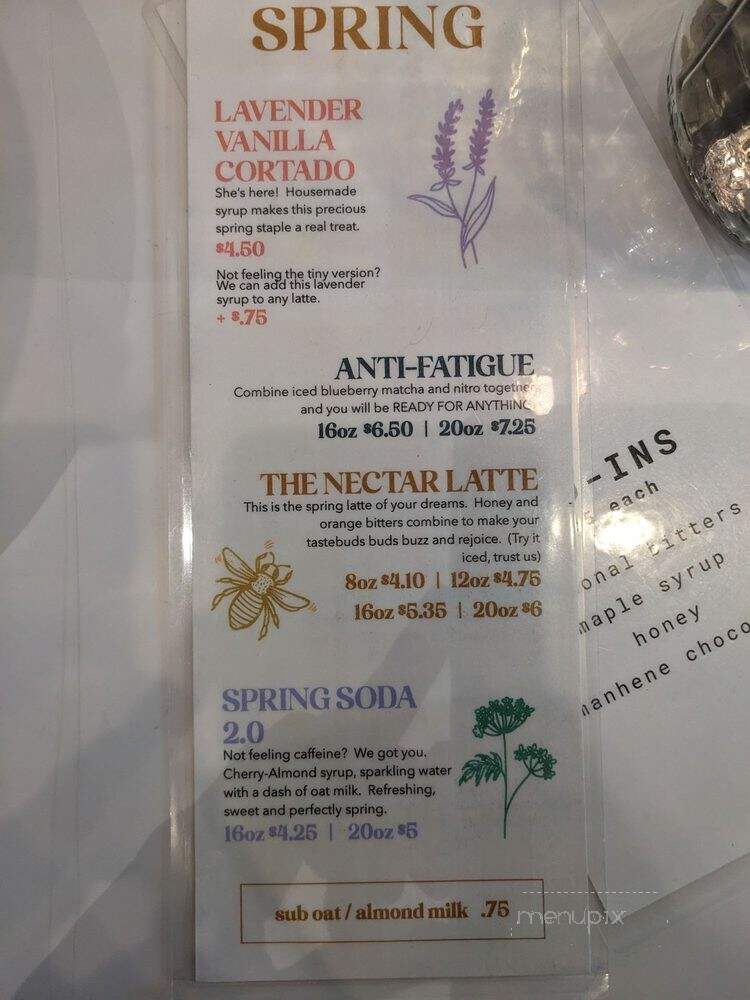 SPRING
LAVENDER
VANILLA
CORTADO
She's here! Housemade
syrup makes this precious
spring staple a real treat.
$4.50
Not feeling the tiny version?
We can add this lavender
syrup to any latte.
+ $.75
ANTI-FATIGUE
Combine iced blueberry matcha and nitro together
and you will be READY FOR ANYTHING
16oz $6.50 | 20oz $7.25
THE NECTAR LATTE
This is the spring latte of your dreams. Honey and
orange bitters combine to make your
tastebuds buds buzz and rejoice. (Try it
iced, trust us)
8oz $4.10 | 12oz $4.75
16oz $5.35 | 20oz $6
SPRING SODA
2.0
Not feeling caffeine? We got you.
Cherry-Almond syrup, sparkling water
with a dash of oat milk. Refreshing,
sweet and perfectly spring.
16oz $4.25 | 20oz $5
sub oat / almond milk .75
-INS
each
onal bitters
maple syrup
honey
manhene choco
menupix